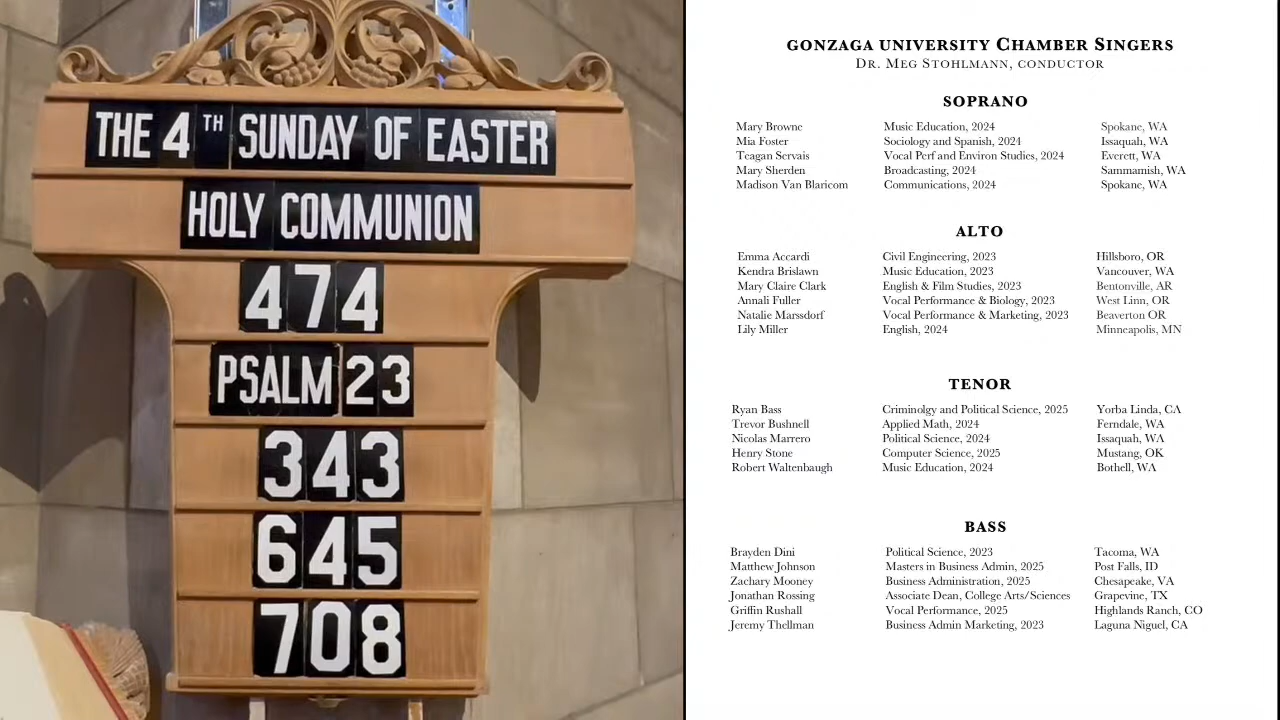 THE 4TH SUNDAY OF EASTER
HOLY COMMUNION
474
PSALM 23
343
645
708
GONZAGA UNIVERSITY CHAMBER SINGERS
DR. MEG STOHLMANN, CONDUCTOR
SOPRANO
Mary Browne Music Education, 2024 Spokane, WA
Mia Foster Sociology and Spanish, 2024 Issaquah, WA
Teagan Servais Vocal Perf and Environ Studies, 2024 Everett, WA
Mary Sherden Broadcasting, 2024 Sammamish, WA
Madison Van Blaricom Communications, 2024 Spokane, WA
ALTO
Emma Accardi Civil Engineering, 2023 Hillsboro, OR
Kendra Brislawn Music Education, 2023 Vancouver, WA
Mary Claire Clark English & Film Studies, 2023 Bentonville, AR
Annali Fuller Vocal Performance & Biology, 2023 West Linn, OR
Natalie Marssdorf Vocal Performance & Marketing, 2023 Beaverton OR
Lily Miller English, 2024 Minneapolis, MN
TENOR
Ryan Bass Criminolgy and Political Science, 2025 Yorba Linda, CA
Trevor Bushnell Applied Math, 2024 Ferndale, WA
Nicolas Marrero Political Science, 2024 Issaquah, WA
Henry Stone Computer Science, 2025 Mustang, OK
Robert Waltenbaugh Music Education, 2024 Bothell, WA
BASS
Brayden Dini Political Science, 2023 Tacoma, WA
Matthew Johnson Masters in Business Admin, 2025 Post Falls, ID
Zachary Mooney Business Administration, 2025 Chesapeake, VA
Jonathan Rossing Associate Dean, College Arts/Sciences Grapevine, TX
Griffin Rushall Vocal Performance, 2025 Highlands Ranch, CO
Jeremy Thellman Business Admin Marketing, 2023 Laguna Niguel, CA